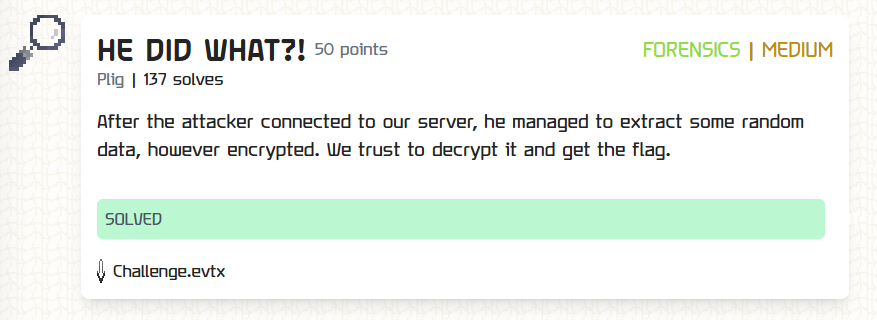 HE DID WHAT?! 50 points FORENSICS | MEDIUM
Plig | 137 solves
After the attacker connected to our server, he managed to extract some random
data, however encrypted. We trust to decrypt it and get the flag.
SOLVED
Challenge.evtx